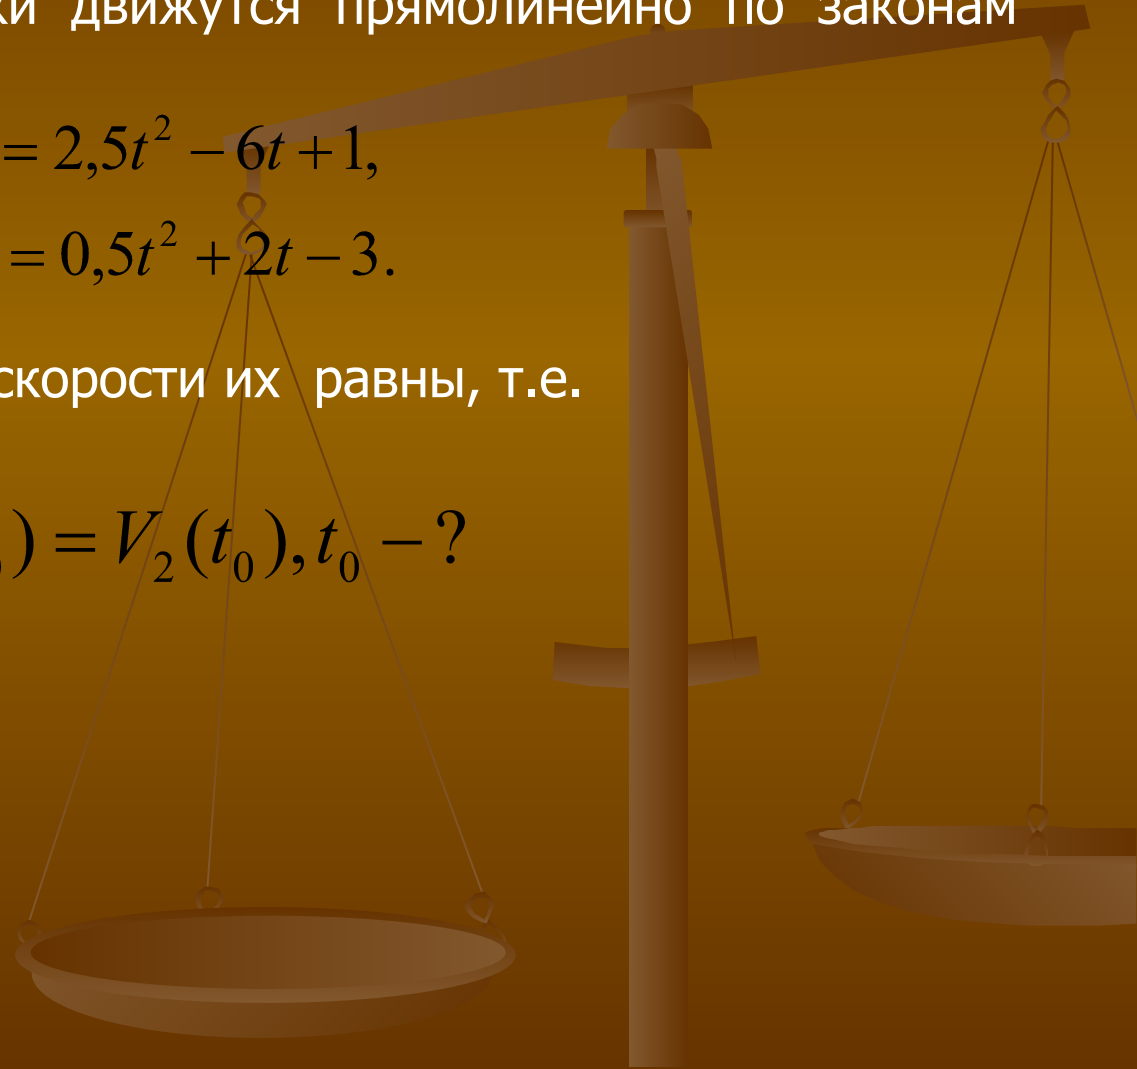 ки движутся прямолинейно по законам
= 2,5t² − 6t + 1,
= 0,5t² + 2t − 3.
скорости их равны, т.е.
) = V₂(t₀), t₀ − ?